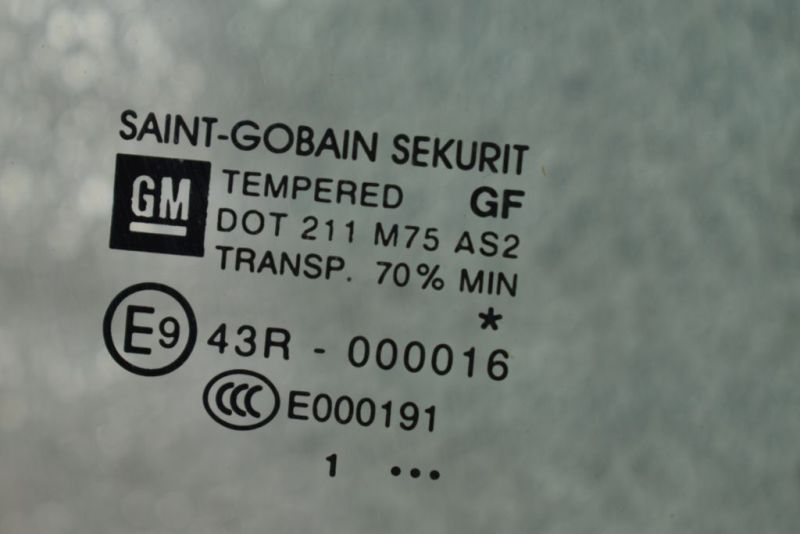 SAINT-GOBAIN SEKURIT
GM TEMPERED GF
DOT 211 M75 AS2
TRANSP. 70% MIN
*
E9 43R - 000016
CCC E000191
1 ...